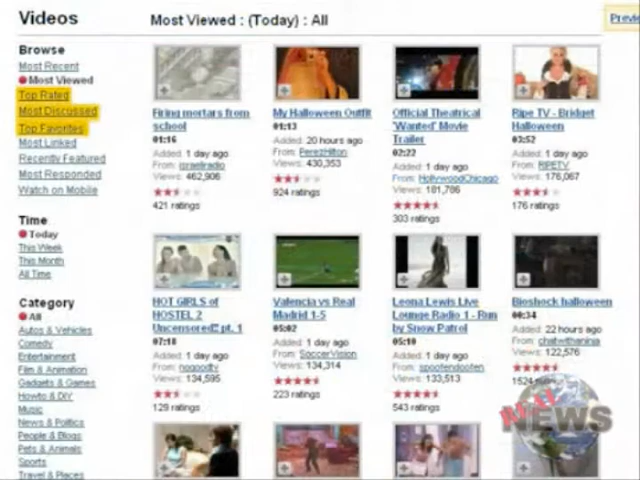 Videos
Most Viewed : (Today) : All
Browse
Most Recent
Most Viewed
Top Rated
Most Discussed
Top Favorites
Most Linked
Recently Featured
Most Responded
Watch on Mobile
Time
Today
This Week
This Month
All Time
Category
All
Autos & Vehicles
Comedy
Entertainment
Film & Animation
Gadgets & Games
Howto & DIY
Music
News & Politics
People & Blogs
Pets & Animals
Sports
Travel & Places
Firing mortars from
school
01:16
Added: 1 day ago
From: israeliradio
Views: 462,906
421 ratings
My Halloween Outfit
01:13
Added: 20 hours ago
From: PerezHilton
Views: 430,353
924 ratings
Official Theatrical
'Wanted' Movie
Trailer
02:22
Added: 1 day ago
From: HollywoodChicago
Views: 181,786
303 ratings
Ripe TV - Bridget
Halloween
03:52
Added: 1 day ago
From: RIPETV
Views: 176,067
176 ratings
HOT GIRLS of
HOSTEL 2
Uncensored pt. 1
07:18
Added: 1 day ago
From: nogoodtv
Views: 134,595
129 ratings
Valencia vs Real
Madrid 1-5
05:02
Added: 1 day ago
From: SoccerVision
Views: 134,314
223 ratings
Leona Lewis Live
Lounge Radio 1 - Run
by Snow Patrol
05:10
Added: 1 day ago
From: spoofendoofen
Views: 133,513
543 ratings
Bioshock halloween
00:34
Added: 22 hours ago
From: chatwithaninja
Views: 122,576
NEWS